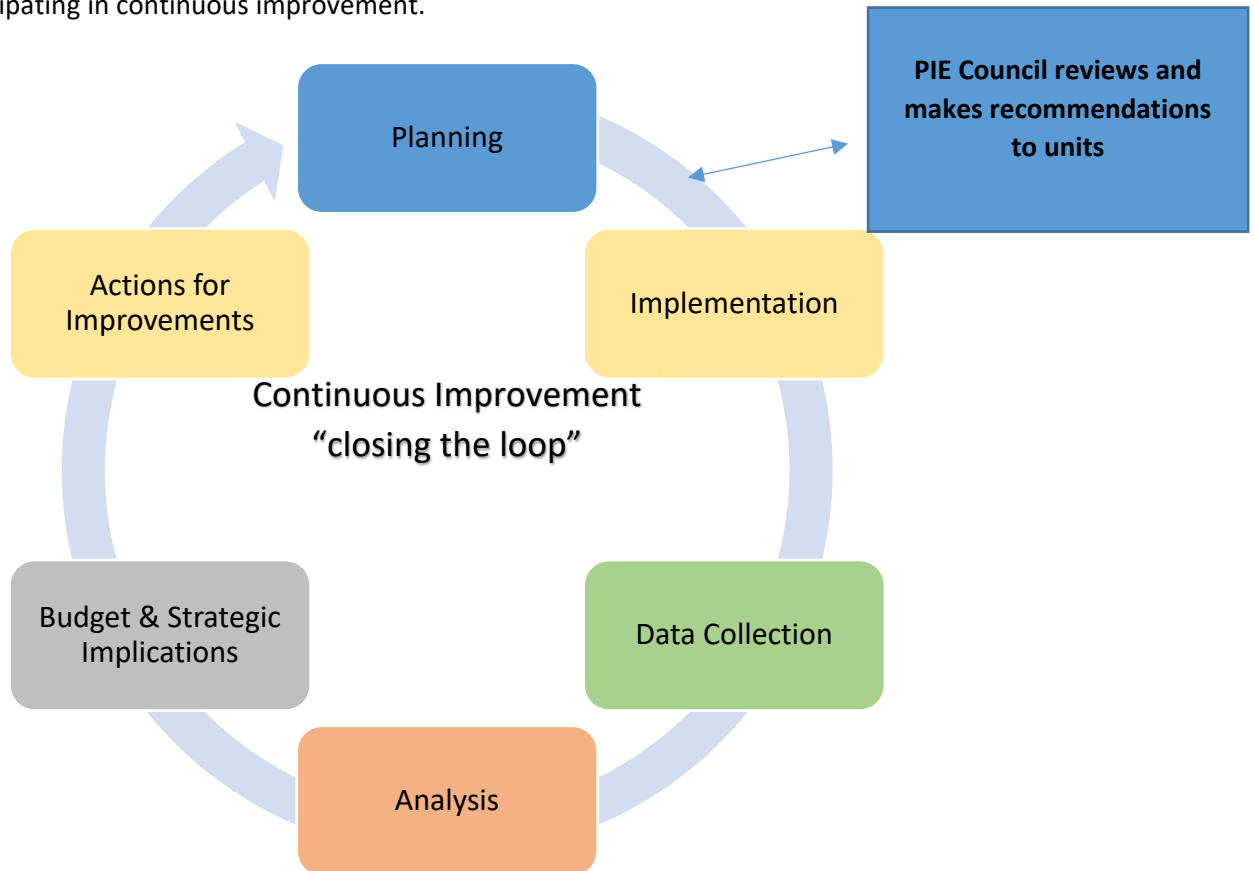 ipating in continuous improvement.
PIE Council reviews and
makes recommendations
to units
Planning
Implementation
Data Collection
Analysis
Budget & Strategic
Implications
Actions for
Improvements
Continuous Improvement
“closing the loop”